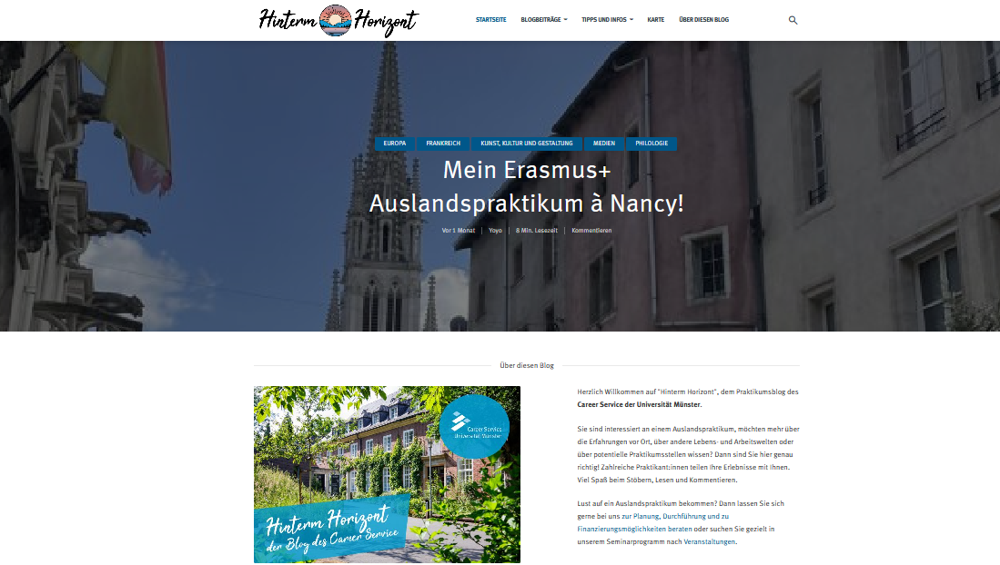 Hinterm Horizont
STARTSEITE BLOGBEITRÄGE TIPPS UND INFOS KARTE ÜBER DIESEN BLOG
EUROPA FRANKREICH KUNST, KULTUR UND GESTALTUNG MEDIEN PHILOLOGIE
Mein Erasmus+
Auslandspraktikum à Nancy!
Vor 1 Monat | Yoyo | 8 Min. Lesezeit | Kommentieren
Über diesen Blog
Career Service
Universität Münster
Hinterm Horizont
der Blog des Career Service
Herzlich Willkommen auf "Hinterm Horizont", dem Praktikumsblog des
Career Service der Universität Münster.
Sie sind interessiert an einem Auslandspraktikum, möchten mehr über
die Erfahrungen vor Ort, über andere Lebens- und Arbeitswelten oder
über potentielle Praktikumsstellen wissen? Dann sind Sie hier genau
richtig! Zahlreiche Praktikant:innen teilen Ihre Erlebnisse mit Ihnen.
Viel Spaß beim Stöbern, Lesen und Kommentieren.
Lust auf ein Auslandspraktikum bekommen? Dann lassen Sie sich
gerne bei uns zur Planung, Durchführung und zu
Finanzierungsmöglichkeiten beraten oder suchen Sie gezielt in
unserem Seminarprogramm nach Veranstaltungen.